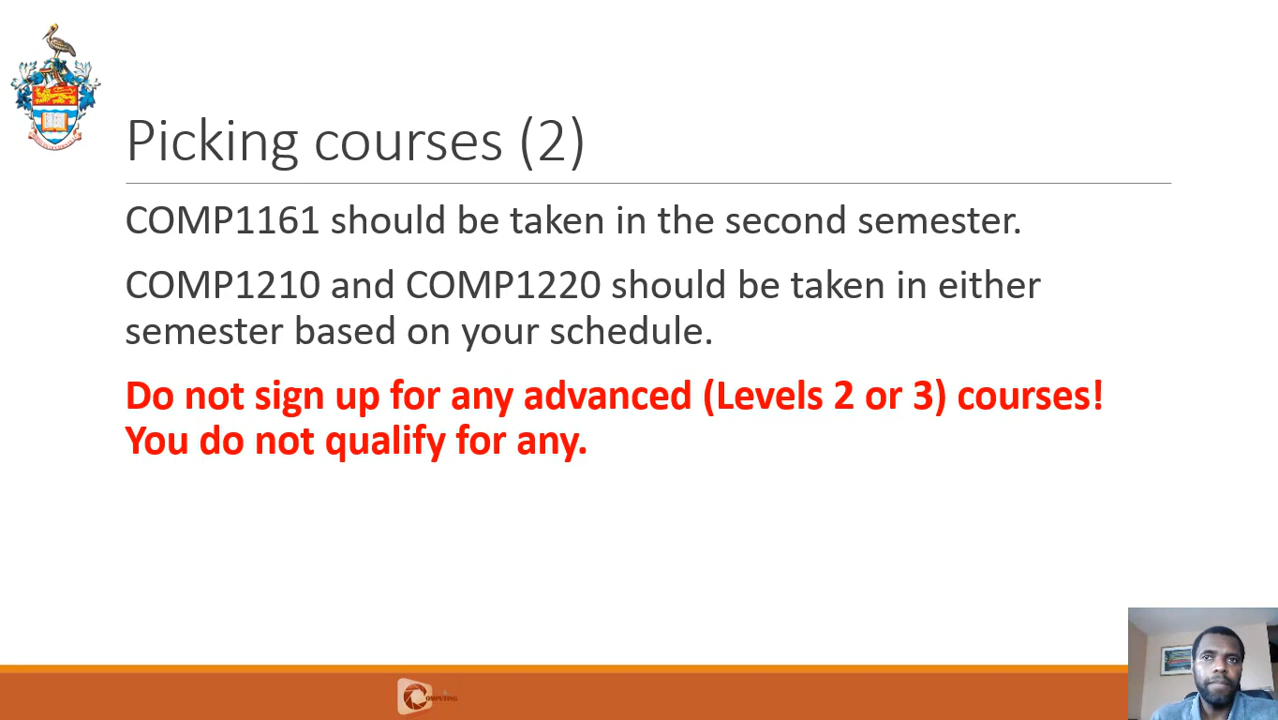 Picking courses (2)
COMP1161 should be taken in the second semester.
COMP1210 and COMP1220 should be taken in either
semester based on your schedule.
Do not sign up for any advanced (Levels 2 or 3) courses!
You do not qualify for any.
COMPUTING